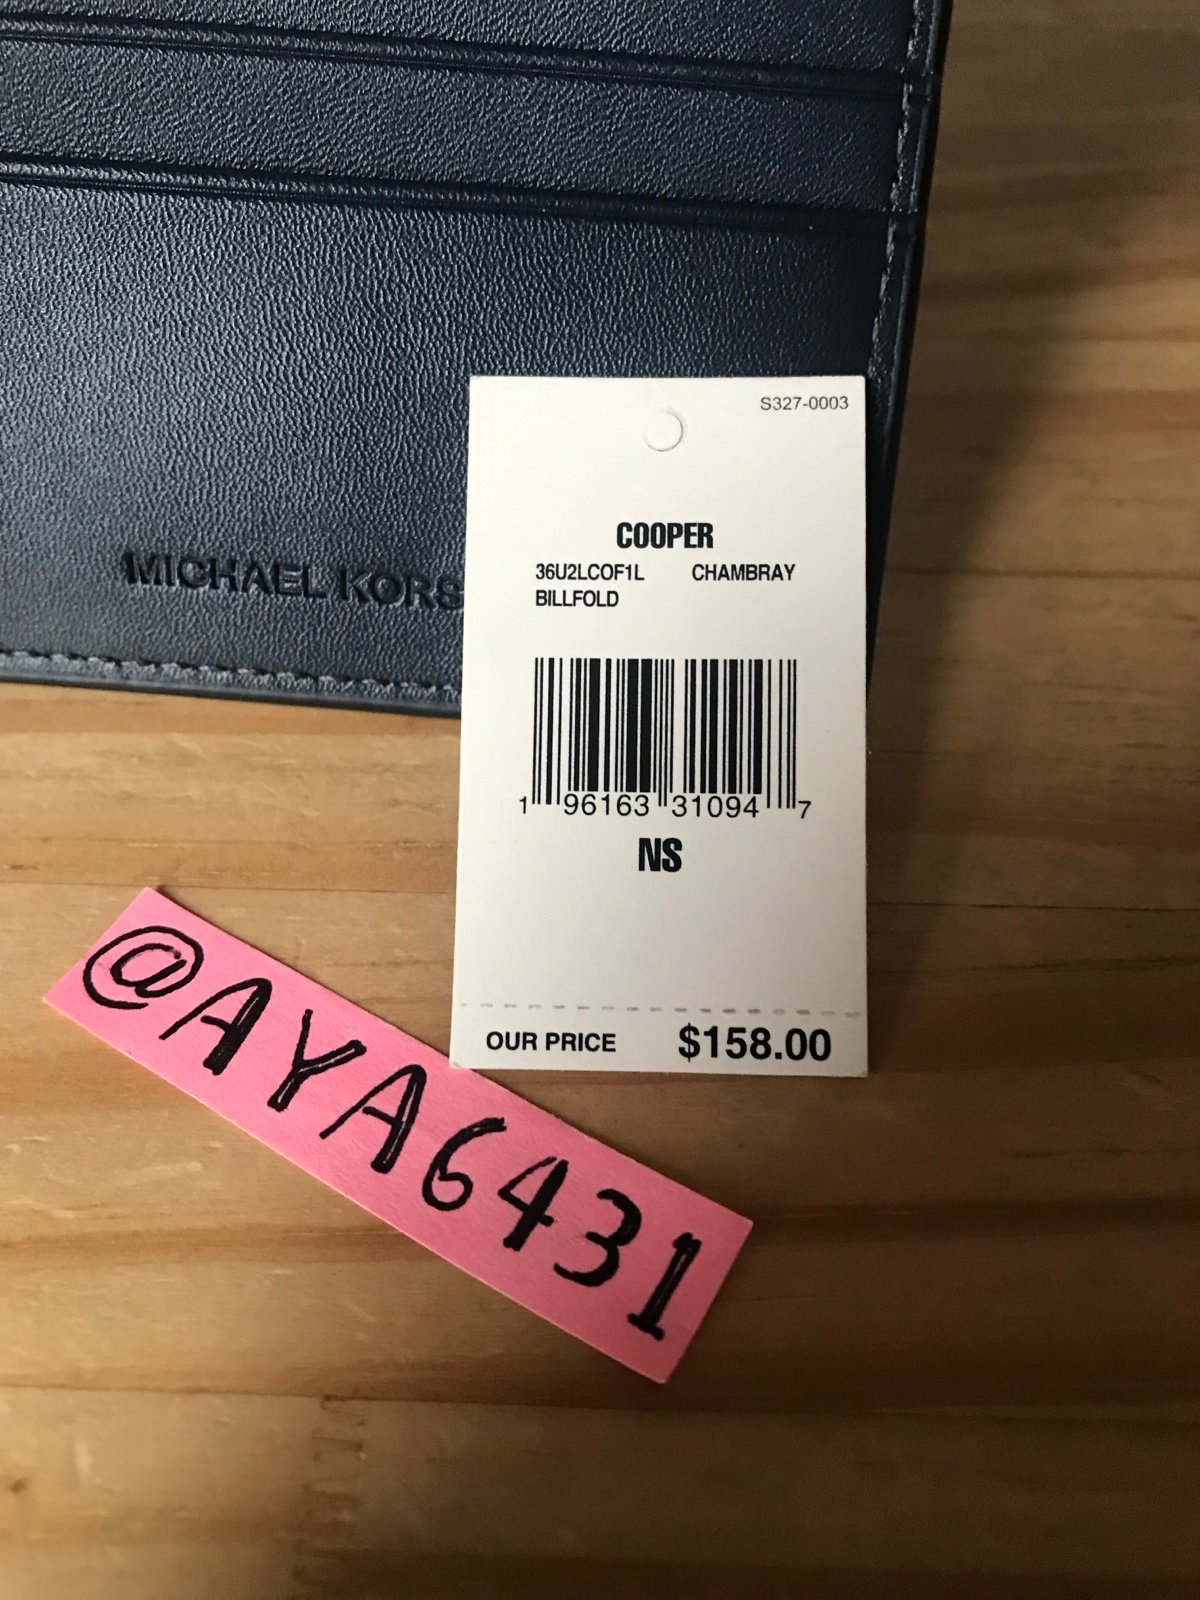 MICHAEL KORS
S327-0003
COOPER
36U2LCOF1L CHAMBRAY
BILLFOLD
1 96163 31094 7
NS
OUR PRICE $158.00
@AYA6431